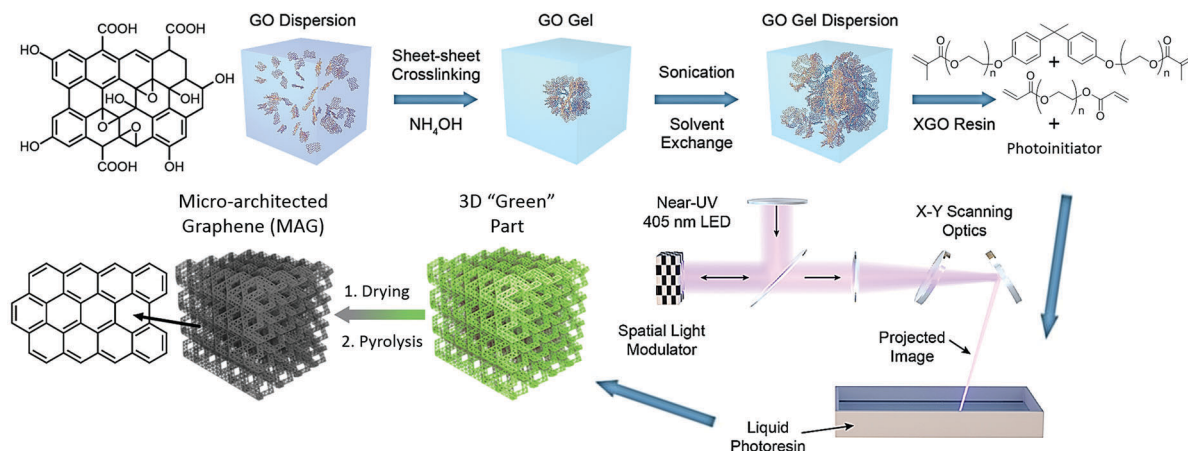 GO Dispersion
GO Gel
GO Gel Dispersion
COOH
COOH
HO
OH
HO
OH
O
OH
O
O
HO
COOH
OH
COOH
Sheet-sheet
Crosslinking
NH4OH
Sonication
Solvent
Exchange
XGO Resin
O
O
O
n
O
+
O
O
n
O
O
O
O
n
O
O
+
Photoinitiator
Micro-architected
Graphene (MAG)
3D “Green”
Part
1. Drying
2. Pyrolysis
Near-UV
405 nm LED
X-Y Scanning
Optics
Spatial Light
Modulator
Projected
Image
Liquid
Photoresin